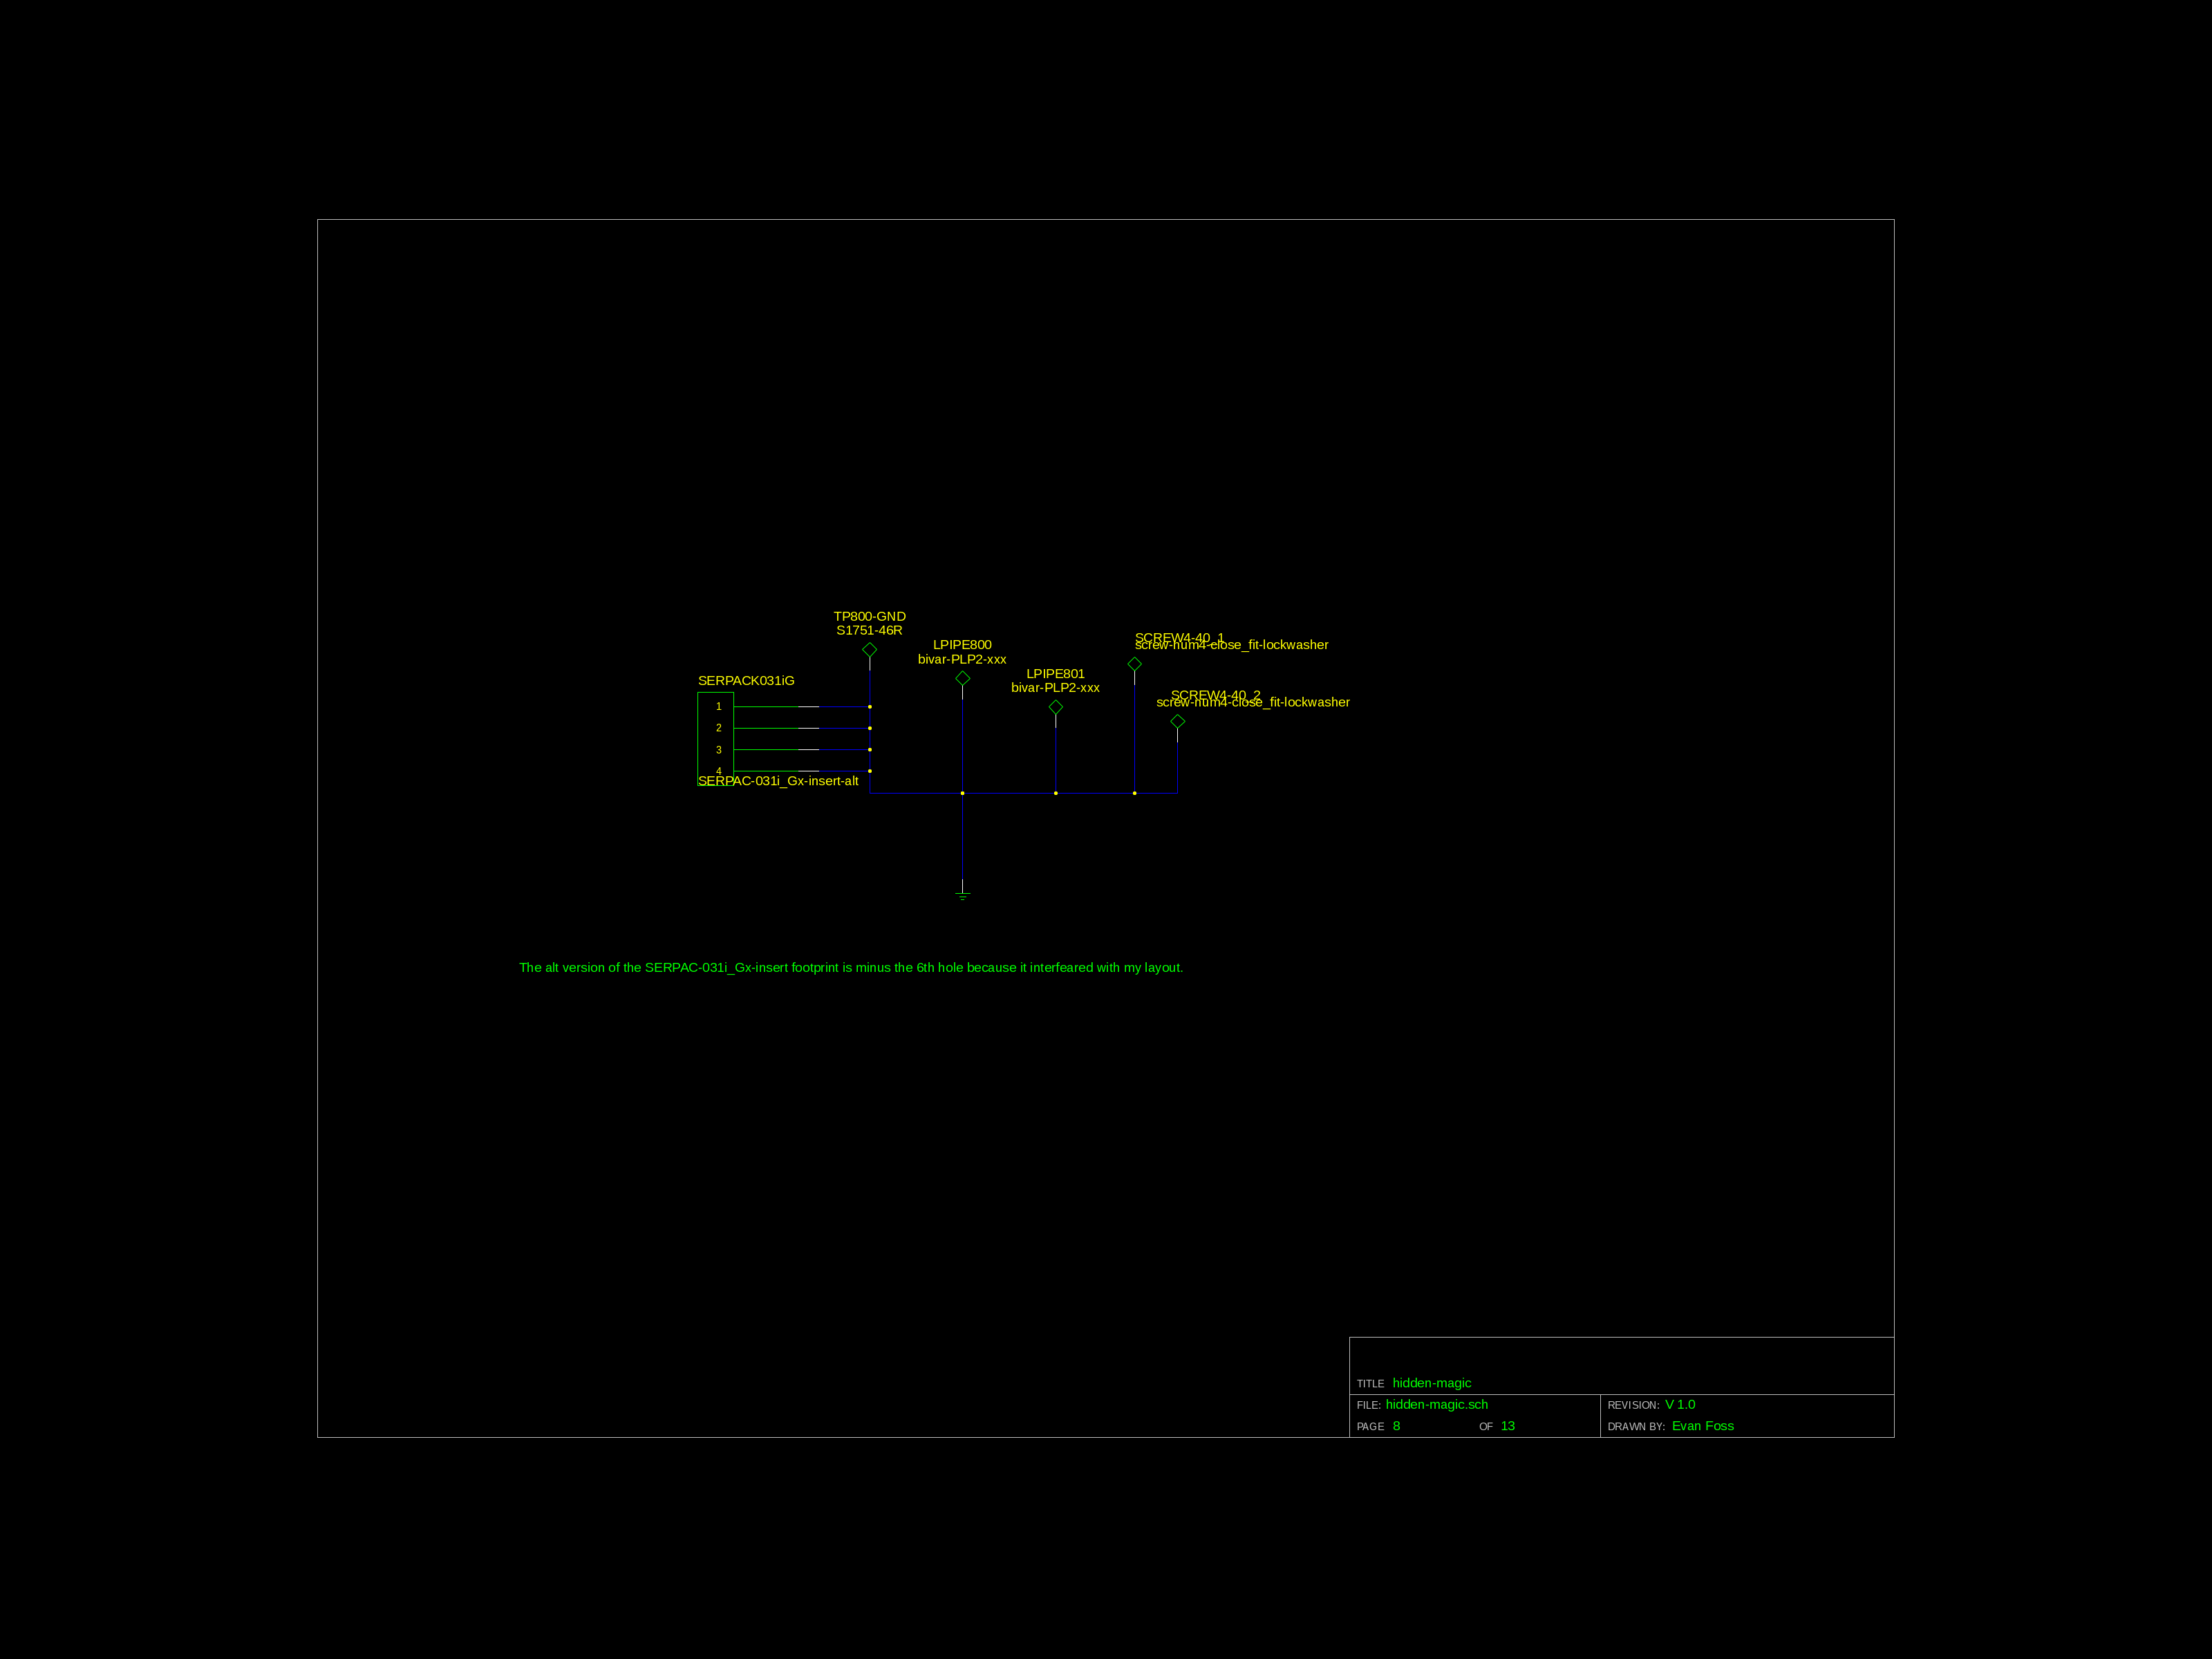 TP800-GND
S1751-46R
LPIPE800
bivar-PLP2-xxx
SCREW4-40_1
screw-num4-close_fit-lockwasher
LPIPE801
bivar-PLP2-xxx
SCREW4-40_2
screw-num4-close_fit-lockwasher
SERPACK031iG
1
2
3
4
SERPAC-031i_Gx-insert-alt
The alt version of the SERPAC-031i_Gx-insert footprint is minus the 6th hole because it interfeared with my layout.
TITLE hidden-magic
FILE: hidden-magic.sch
REVISION: V 1.0
PAGE 8 OF 13
DRAWN BY: Evan Foss